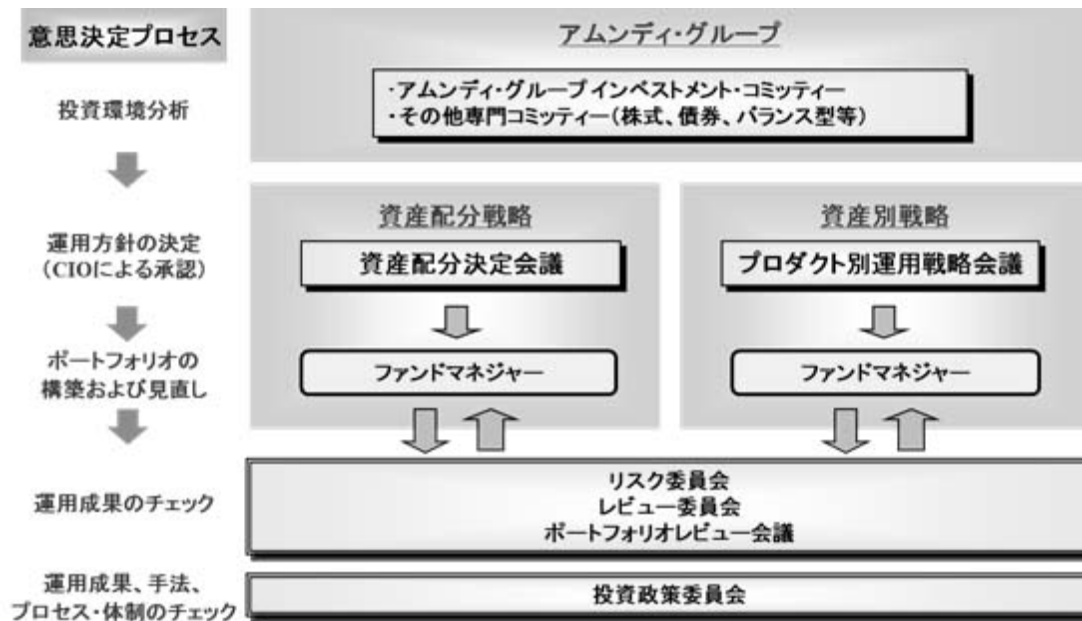 意思決定プロセス
アムンディ・グループ
・アムンディ・グループ インベストメント・コミッティー
・その他専門コミッティー（株式、債券、バランス型等）
投資環境分析
資産配分戦略
資産別戦略
運用方針の決定
（CIOによる承認）
資産配分決定会議
プロダクト別運用戦略会議
ポートフォリオの
構築および見直し
ファンドマネジャー
ファンドマネジャー
運用成果のチェック
リスク委員会
レビュー委員会
ポートフォリオレビュー会議
運用成果、手法、
プロセス・体制のチェック
投資政策委員会